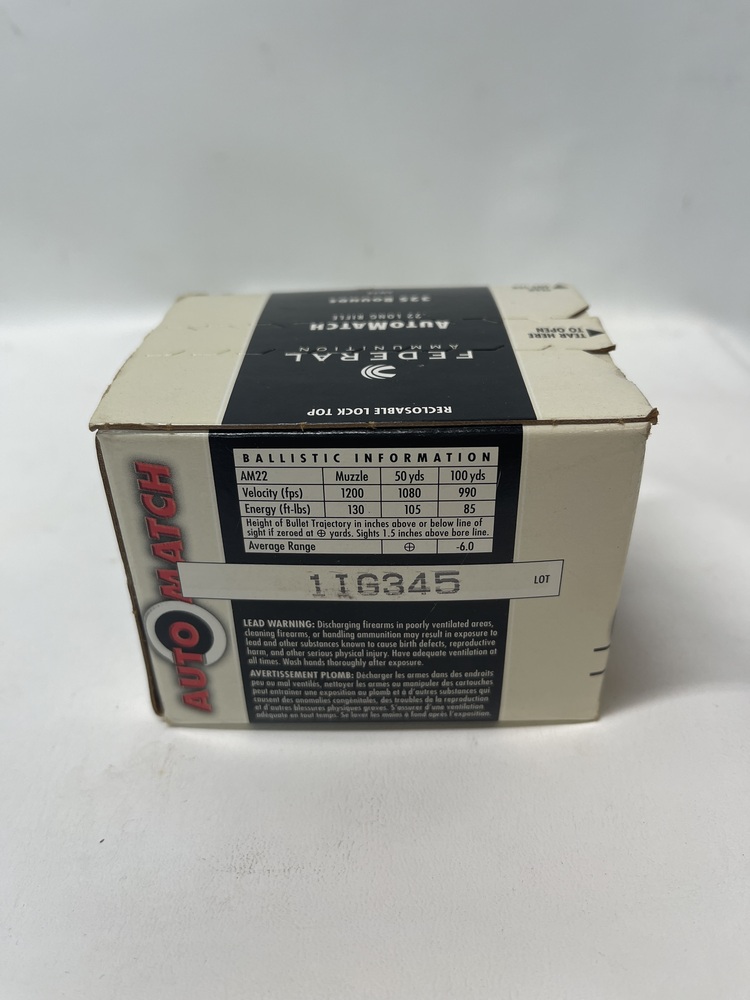 325 ROUNDS
.22 LONG RIFLE
AUTOMATCH
AMMUNITION
FEDERAL
RECLOSABLE LOCK TOP
TEAR HERE
TO OPEN
AUTOMATCH
BALLISTIC INFORMATION
AM22 Muzzle 50 yds 100 yds
Velocity (fps) 1200 1080 990
Energy (ft-lbs) 130 105 85
Height of Bullet Trajectory in inches above or below line of
sight if zeroed at ⊕ yards. Sights 1.5 inches above bore line.
Average Range ⊕ -6.0
1IG345 LOT
LEAD WARNING: Discharging firearms in poorly ventilated areas,
cleaning firearms, or handling ammunition may result in exposure to
lead and other substances known to cause birth defects, reproductive
harm, and other serious physical injury. Have adequate ventilation at
all times. Wash hands thoroughly after exposure.
AVERTISSEMENT PLOMB: Décharger les armes dans des endroits
peu ou mal ventilés, nettoyer les armes ou manipuler des cartouches
peut entraîner une exposition au plomb et à d'autres substances qui
causent des anomalies congénitales, des troubles de la reproduction
et d'autres blessures physiques graves. S'assurer d'une ventilation
adéquate en tout temps. Se laver les mains à fond après l'exposition.